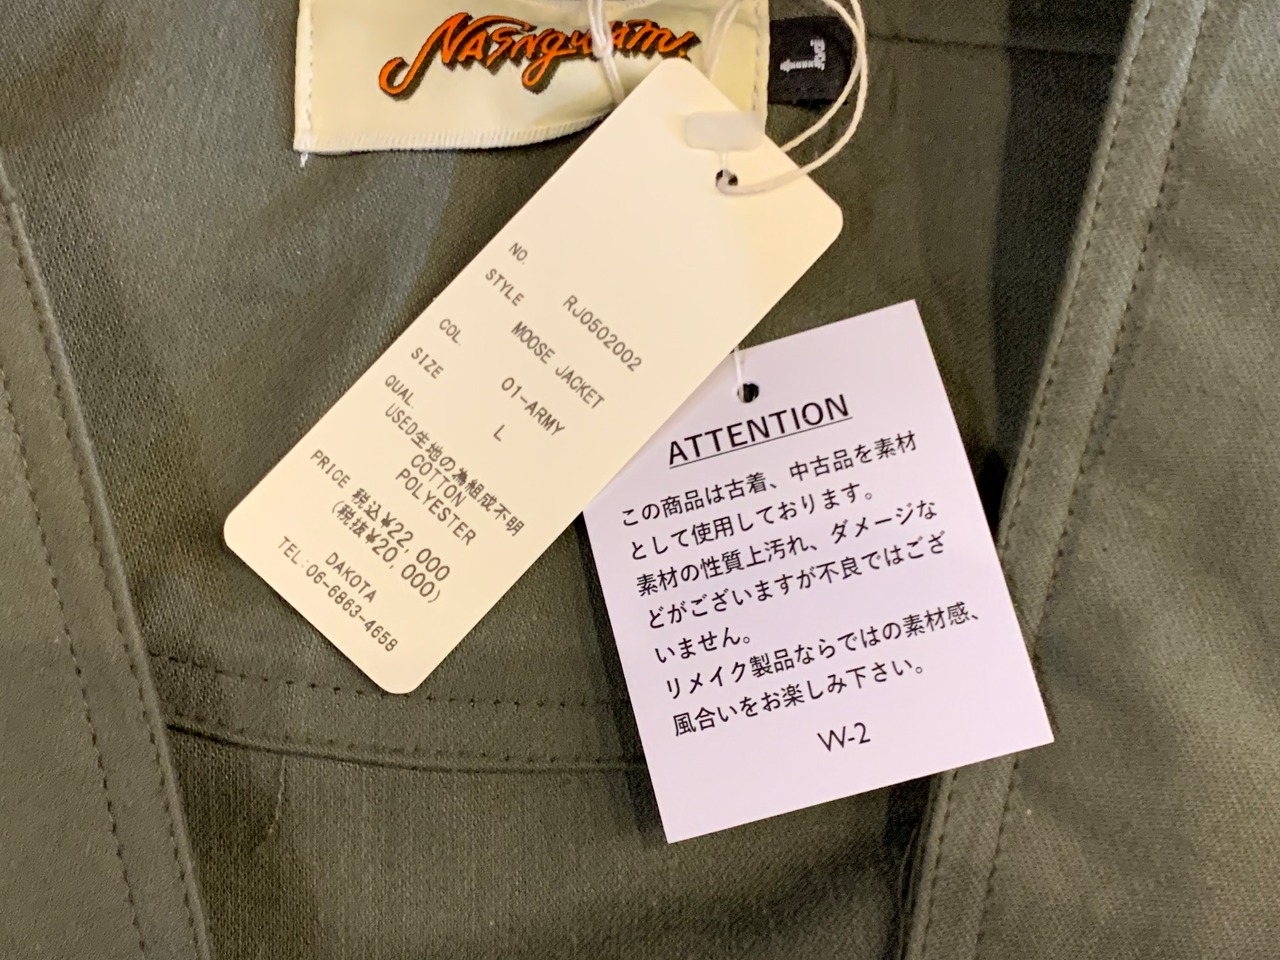 NASNgWAM.
L
NO. RJ0502002
STYLE MOOSE JACKET
COL 01-ARMY
SIZE L
QUAL
USED生地の為組成不明
COTTON
POLYESTER
PRICE 税込¥22,000
(税抜¥20,000)
DAKOTA
TEL:06-6863-4658
ATTENTION
この商品は古着、中古品を素材
として使用しております。
素材の性質上汚れ、ダメージな
どがございますが不良ではござ
いません。
リメイク製品ならではの素材感、
風合いをお楽しみ下さい。
W-2